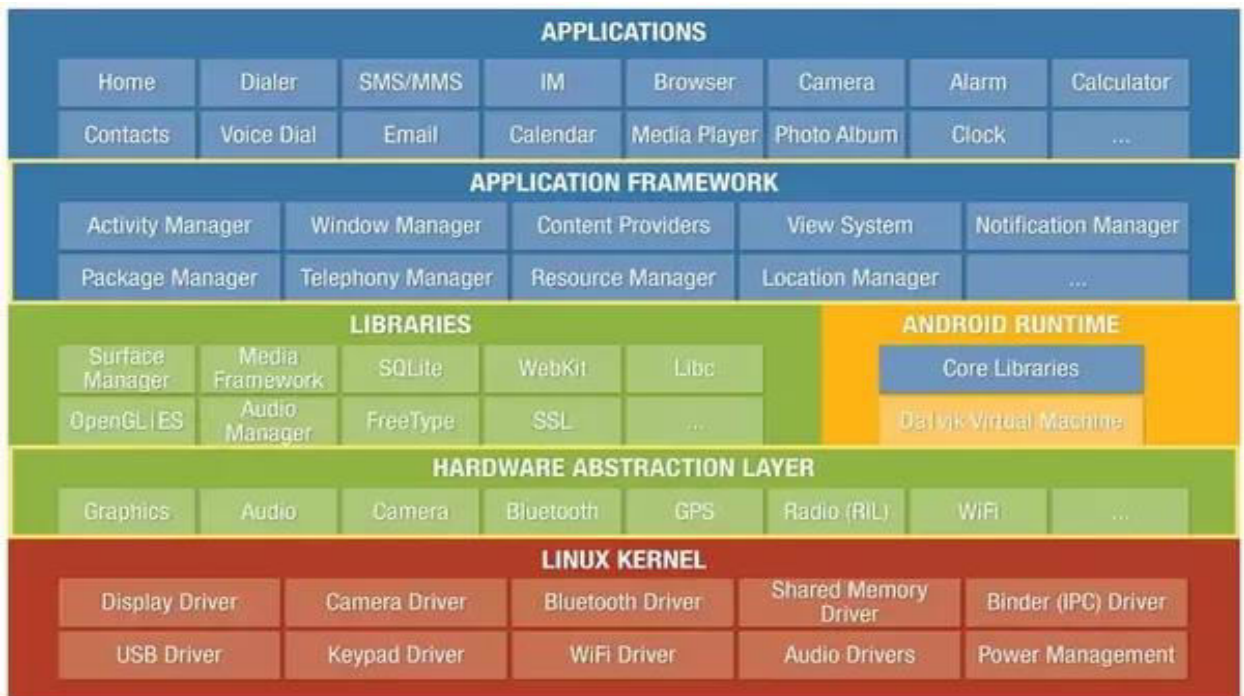 APPLICATIONS
Home Dialer SMS/MMS IM Browser Camera Alarm Calculator
Contacts Voice Dial Email Calendar Media Player Photo Album Clock ...
APPLICATION FRAMEWORK
Activity Manager Window Manager Content Providers View System Notification Manager
Package Manager Telephony Manager Resource Manager Location Manager ...
LIBRARIES
Surface Manager Media Framework SQLite WebKit Libc
OpenGL|ES Audio Manager FreeType SSL ...
ANDROID RUNTIME
Core Libraries
Dalvik Virtual Machine
HARDWARE ABSTRACTION LAYER
Graphics Audio Camera Bluetooth GPS Radio (RIL) WiFi ...
LINUX KERNEL
Display Driver Camera Driver Bluetooth Driver Shared Memory Driver Binder (IPC) Driver
USB Driver Keypad Driver WiFi Driver Audio Drivers Power Management